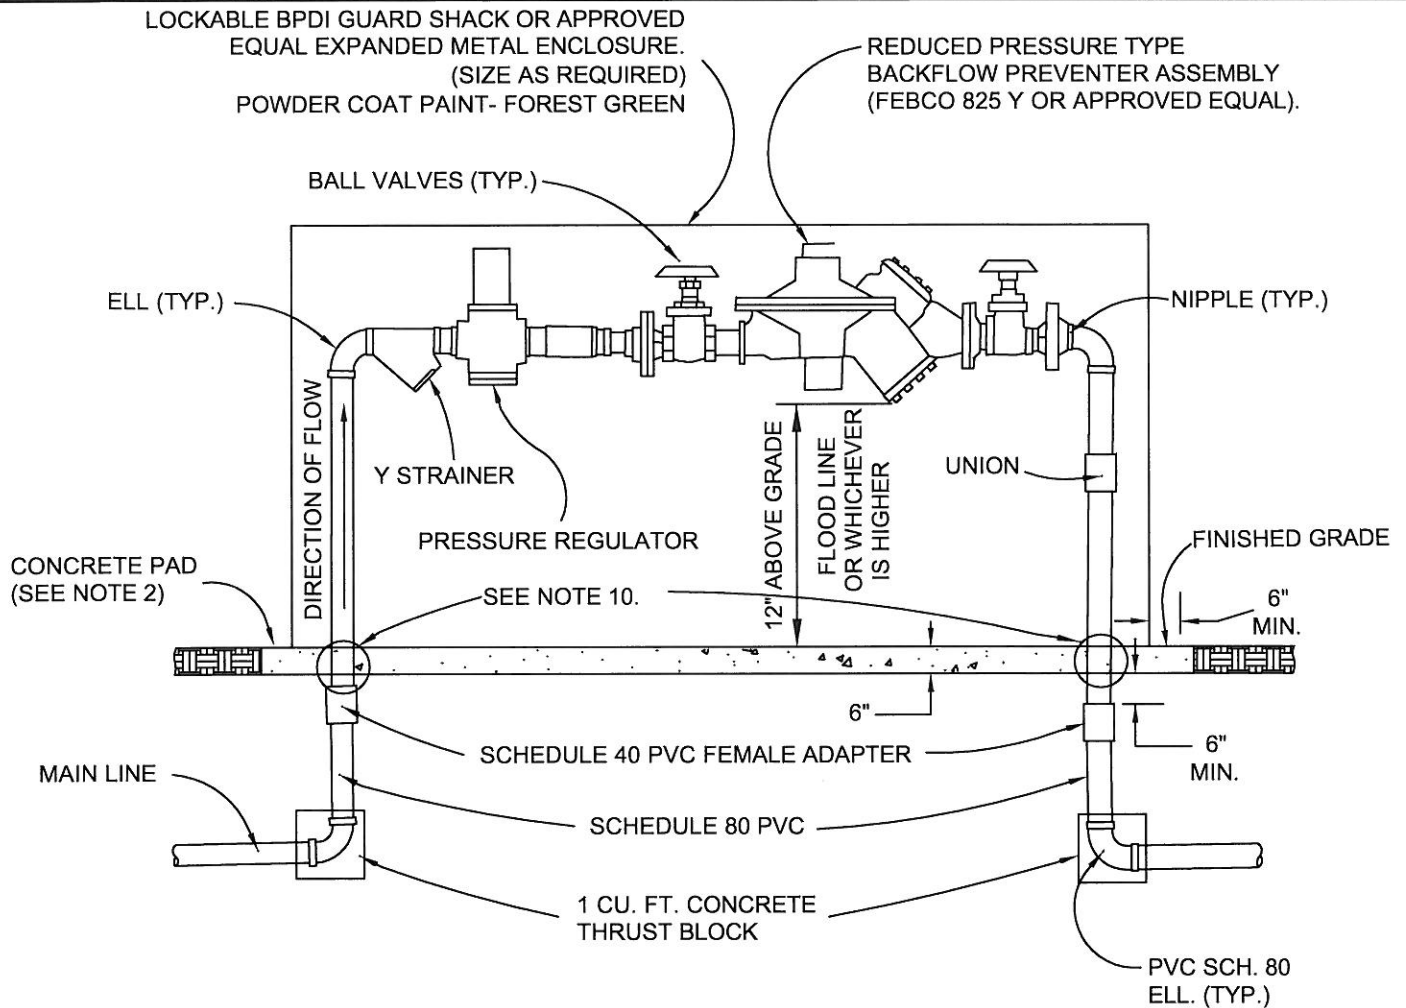 LOCKABLE BPDI GUARD SHACK OR APPROVED
EQUAL EXPANDED METAL ENCLOSURE.
(SIZE AS REQUIRED)
POWDER COAT PAINT- FOREST GREEN
REDUCED PRESSURE TYPE
BACKFLOW PREVENTER ASSEMBLY
(FEBCO 825 Y OR APPROVED EQUAL).
BALL VALVES (TYP.)
ELL (TYP.)
NIPPLE (TYP.)
DIRECTION OF FLOW
Y STRAINER
PRESSURE REGULATOR
12" ABOVE GRADE
FLOOD LINE
OR WHICHEVER
IS HIGHER
UNION
FINISHED GRADE
CONCRETE PAD
(SEE NOTE 2)
SEE NOTE 10.
6"
MIN.
6"
SCHEDULE 40 PVC FEMALE ADAPTER
6"
MIN.
MAIN LINE
SCHEDULE 80 PVC
1 CU. FT. CONCRETE
THRUST BLOCK
PVC SCH. 80
ELL. (TYP.)